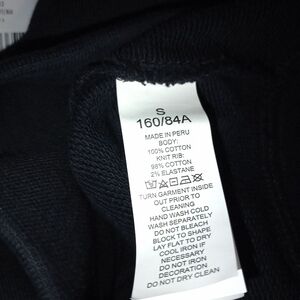 S
160/84A
MADE IN PERU
BODY:
100% COTTON
KNIT RIB:
98% COTTON
2% ELASTANE
TURN GARMENT INSIDE
OUT PRIOR TO
CLEANING
HAND WASH COLD
WASH SEPARATELY
DO NOT BLEACH
BLOCK TO SHAPE
LAY FLAT TO DRY
COOL IRON IF
NECESSARY
DO NOT IRON
DECORATION
DO NOT DRY CLEAN